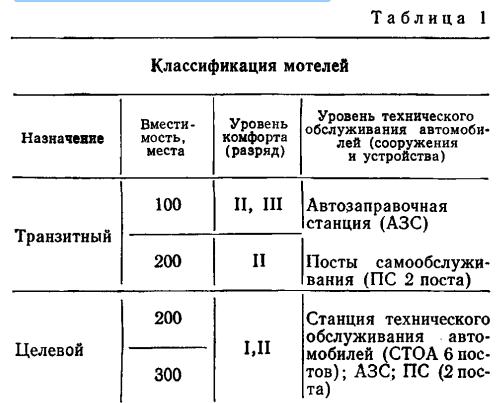 Таблица 1
Классификация мотелей
Назначение
Вмести-
мость,
места
Уровень
комфорта
(разряд)
Уровень технического
обслуживания автомоби-
лей (сооружения
и устройства)
Транзитный
100
II, III
Автозаправочная
станция (АЗС)
200
II
Посты самообслужи-
вания (ПС 2 поста)
Целевой
200
300
I,II
Станция технического
обслуживания авто-
мобилей (СТОА 6 пос-
тов); АЗС; ПС (2 пос-
та)